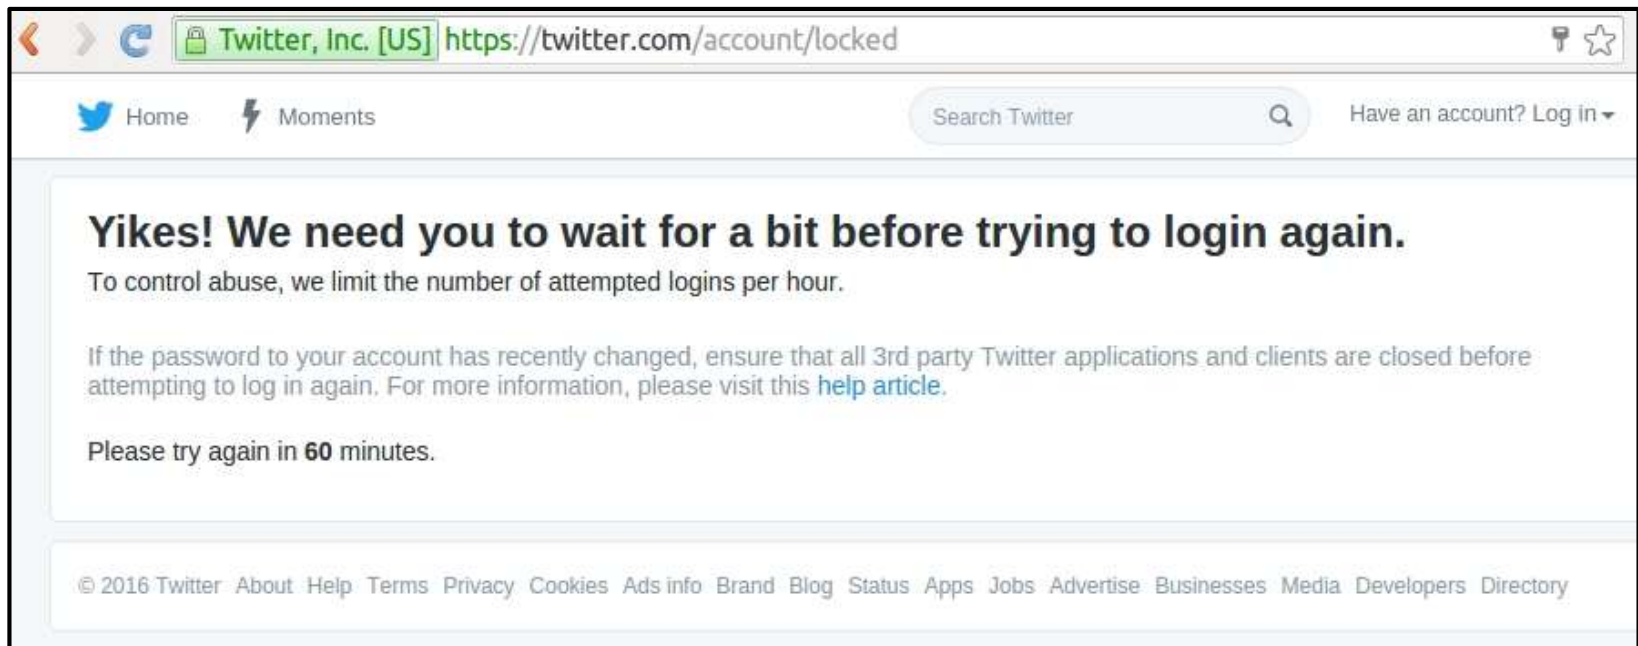 Twitter, Inc. [US] https://twitter.com/account/locked
Home Moments Search Twitter Have an account? Log in
Yikes! We need you to wait for a bit before trying to login again.
To control abuse, we limit the number of attempted logins per hour.
If the password to your account has recently changed, ensure that all 3rd party Twitter applications and clients are closed before
attempting to log in again. For more information, please visit this help article.
Please try again in 60 minutes.
© 2016 Twitter About Help Terms Privacy Cookies Ads info Brand Blog Status Apps Jobs Advertise Businesses Media Developers Directory